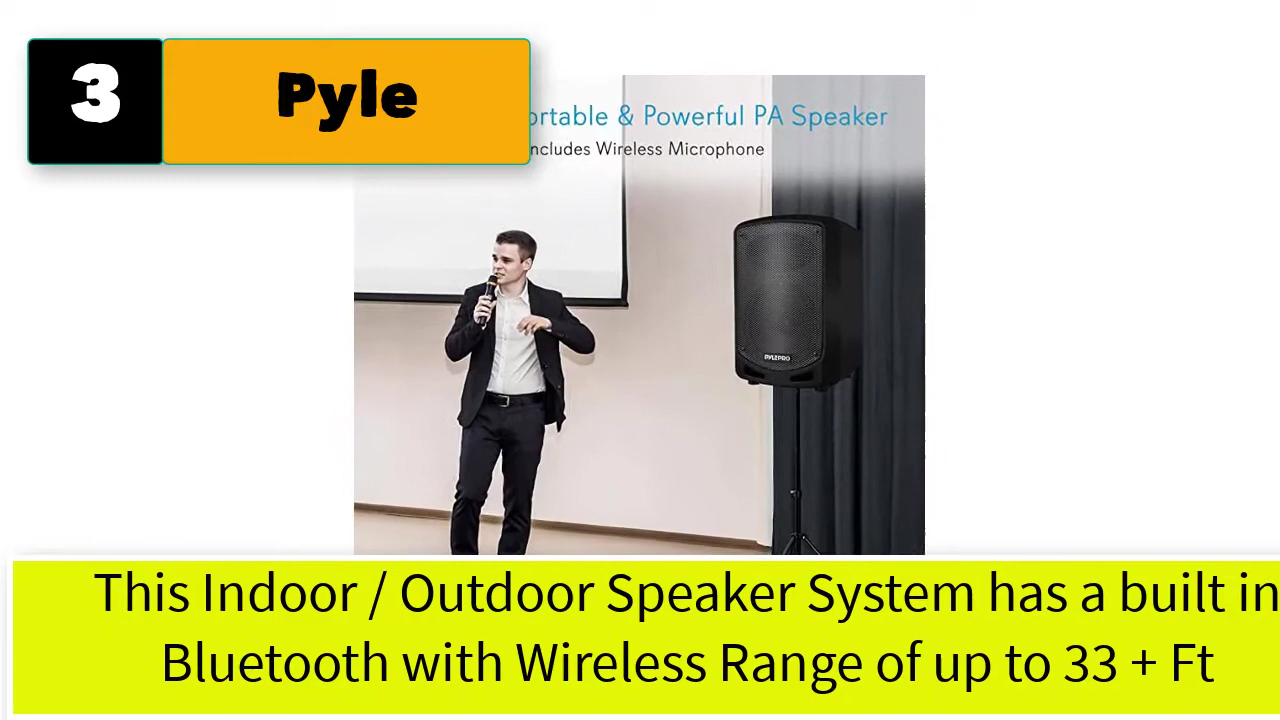 3
Pyle
ortable & Powerful PA Speaker
ncludes Wireless Microphone
PYLEPRO
This Indoor / Outdoor Speaker System has a built in
Bluetooth with Wireless Range of up to 33 + Ft